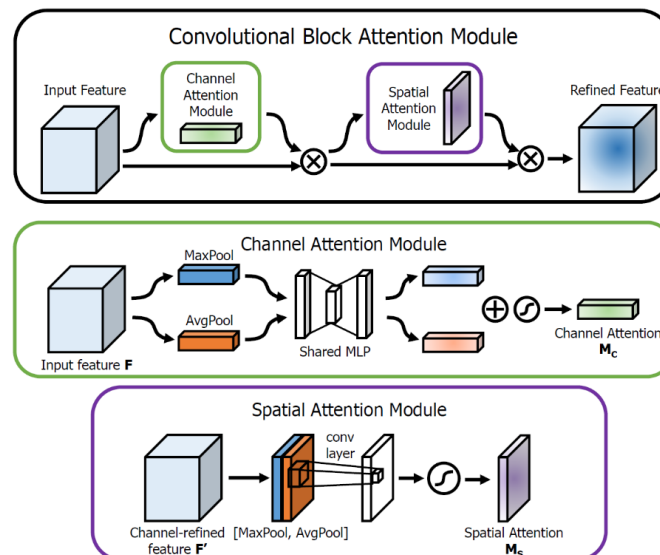 Convolutional Block Attention Module
Input Feature
Channel
Attention
Module
Spatial
Attention
Module
Refined Feature
Channel Attention Module
MaxPool
AvgPool
Shared MLP
Input feature F
Channel Attention
Mc
Spatial Attention Module
conv
layer
Channel-refined
feature F’
[MaxPool, AvgPool]
Spatial Attention
Ms